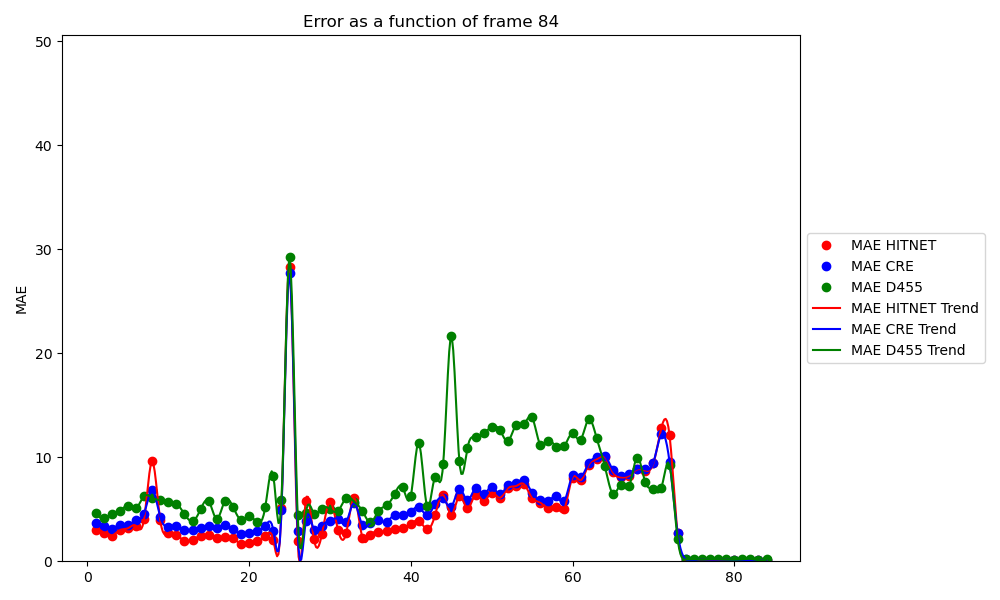 Error as a function of frame 84
50
40
30
20
10
0
MAE
0
20
40
60
80
MAE HITNET
MAE CRE
MAE D455
MAE HITNET Trend
MAE CRE Trend
MAE D455 Trend